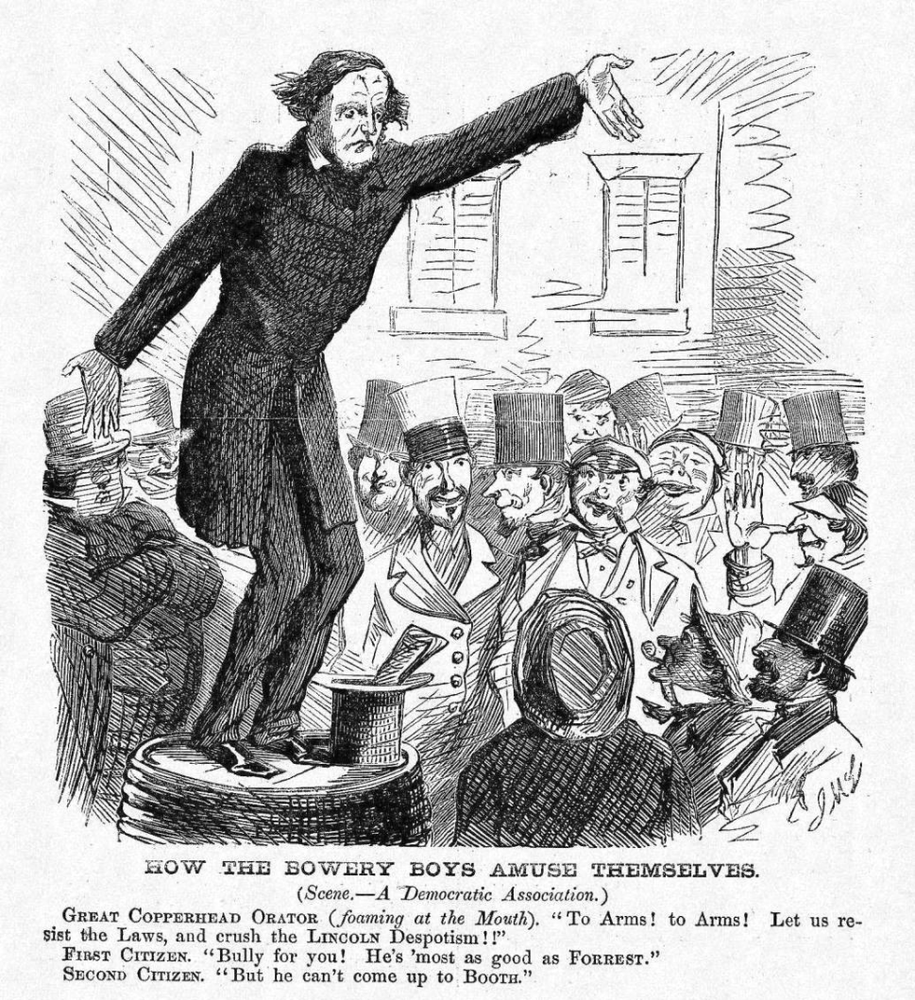 HOW THE BOWERY BOYS AMUSE THEMSELVES.
(Scene.—A Democratic Association.)
GREAT COPPERHEAD ORATOR (foaming at the Mouth). "To Arms! to Arms! Let us re-
sist the Laws, and crush the LINCOLN Despotism!!"
FIRST CITIZEN. "Bully for you! He's 'most as good as FORREST."
SECOND CITIZEN. "But he can't come up to BOOTH."